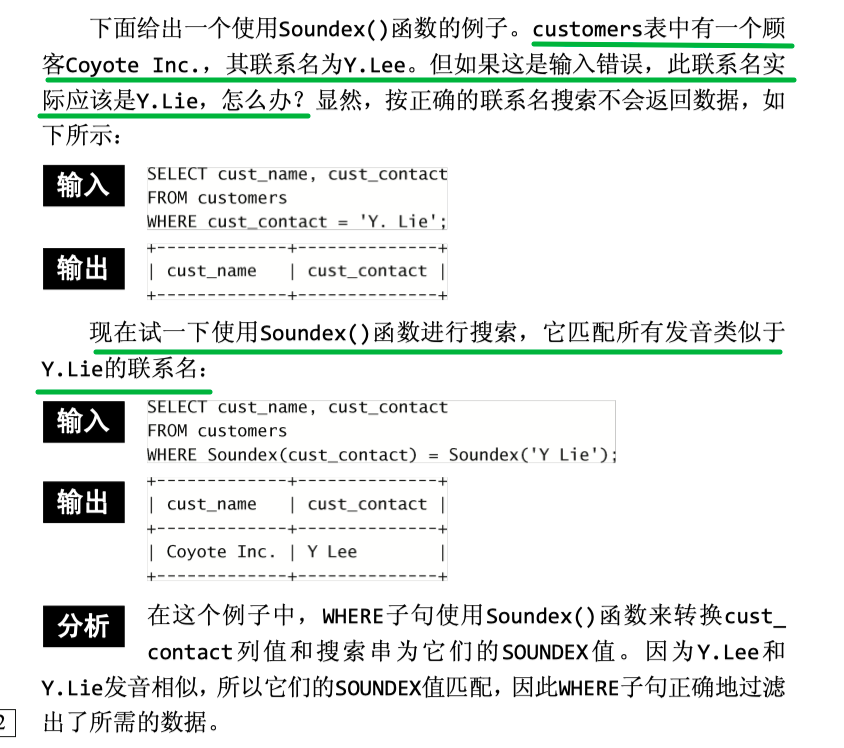 下面给出一个使用Soundex()函数的例子。customers表中有一个顾
客Coyote Inc.，其联系名为Y.Lee。但如果这是输入错误，此联系名实
际应该是Y.Lie，怎么办？显然，按正确的联系名搜索不会返回数据，如
下所示：
输入
SELECT cust_name, cust_contact
FROM customers
WHERE cust_contact = 'Y. Lie';
输出
+-------------+--------------+
| cust_name   | cust_contact |
+-------------+--------------+
现在试一下使用Soundex()函数进行搜索，它匹配所有发音类似于
Y.Lie的联系名：
输入
SELECT cust_name, cust_contact
FROM customers
WHERE Soundex(cust_contact) = Soundex('Y Lie');
输出
+-------------+--------------+
| cust_name   | cust_contact |
+-------------+--------------+
| Coyote Inc. | Y Lee        |
+-------------+--------------+
分析
在这个例子中，WHERE子句使用Soundex()函数来转换cust_
contact列值和搜索串为它们的SOUNDEX值。因为Y.Lee和
Y.Lie发音相似，所以它们的SOUNDEX值匹配，因此WHERE子句正确地过滤
2 出了所需的数据。